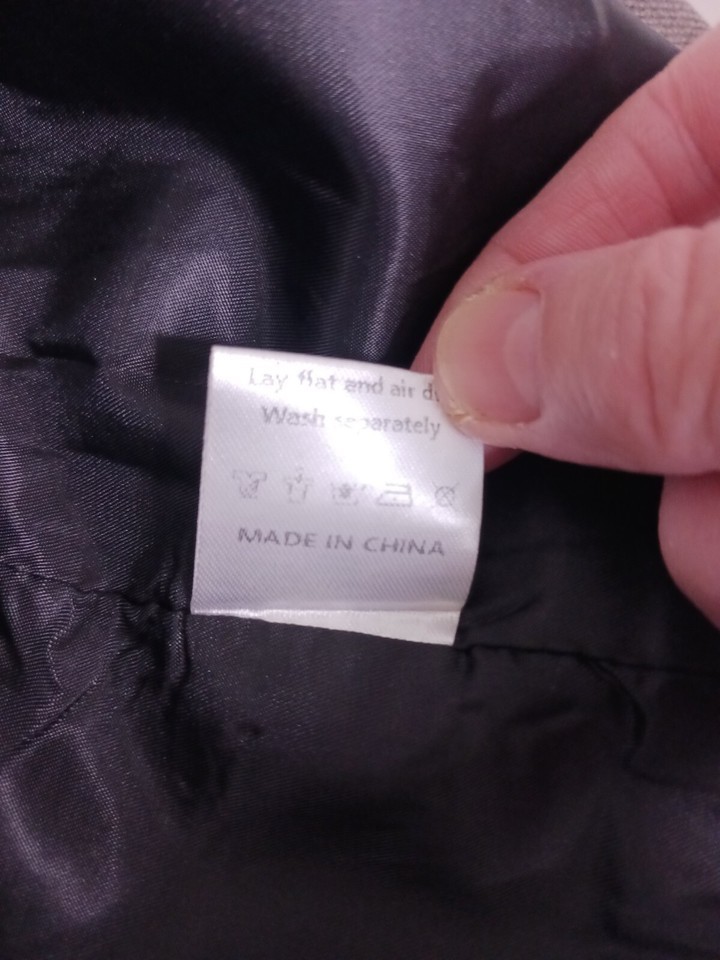 Lay flat and air
Wash separately
MADE IN CHINA